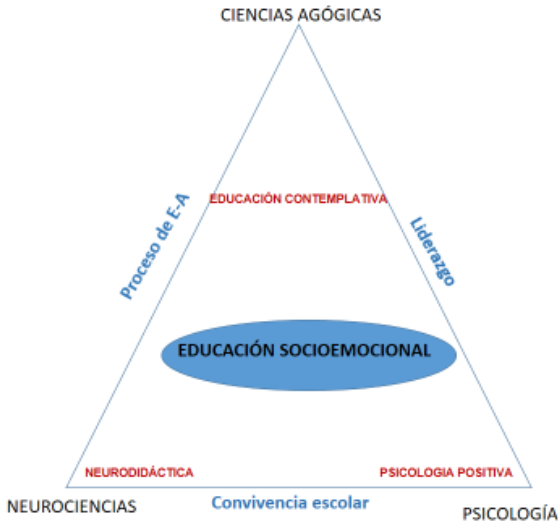 CIENCIAS AGÓGICAS
EDUCACIÓN CONTEMPLATIVA
Proceso de E-A
Liderazgo
EDUCACIÓN SOCIOEMOCIONAL
NEURODIDÁCTICA
PSICOLOGIA POSITIVA
NEUROCIENCIAS
Convivencia escolar
PSICOLOGÍA